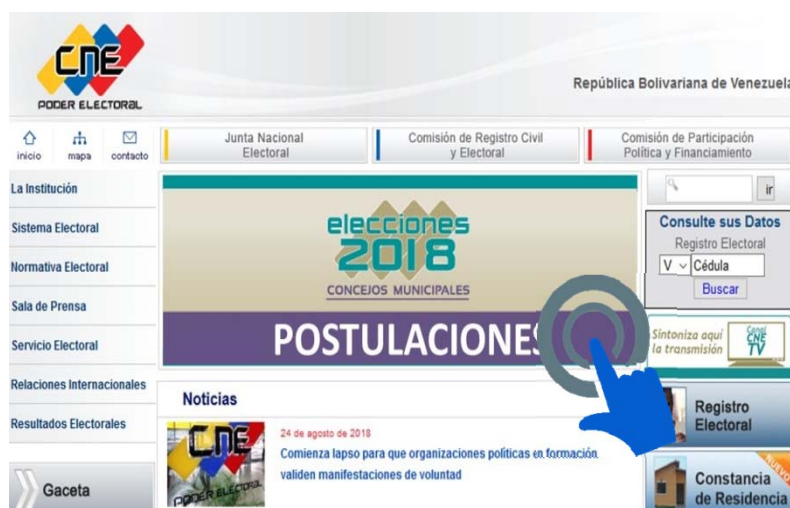 CNE
PODER ELECTORAL
República Bolivariana de Venezuela
inicio
mapa
contacto
Junta Nacional
Electoral
Comisión de Registro Civil
y Electoral
Comisión de Participación
Política y Financiamiento
La Institución
Sistema Electoral
Normativa Electoral
Sala de Prensa
Servicio Electoral
Relaciones Internacionales
Resultados Electorales
Gaceta
elecciones
2018
CONCEJOS MUNICIPALES
POSTULACIONES
Noticias
CNE
PODER ELECTORAL
24 de agosto de 2018
Comienza lapso para que organizaciones políticas en formación
validen manifestaciones de voluntad
ir
Consulte sus Datos
Registro Electoral
V
Cédula
Buscar
Sintoniza aquí
la transmisión
Canal
CNE
TV
Registro
Electoral
NUEVO
Constancia
de Residencia